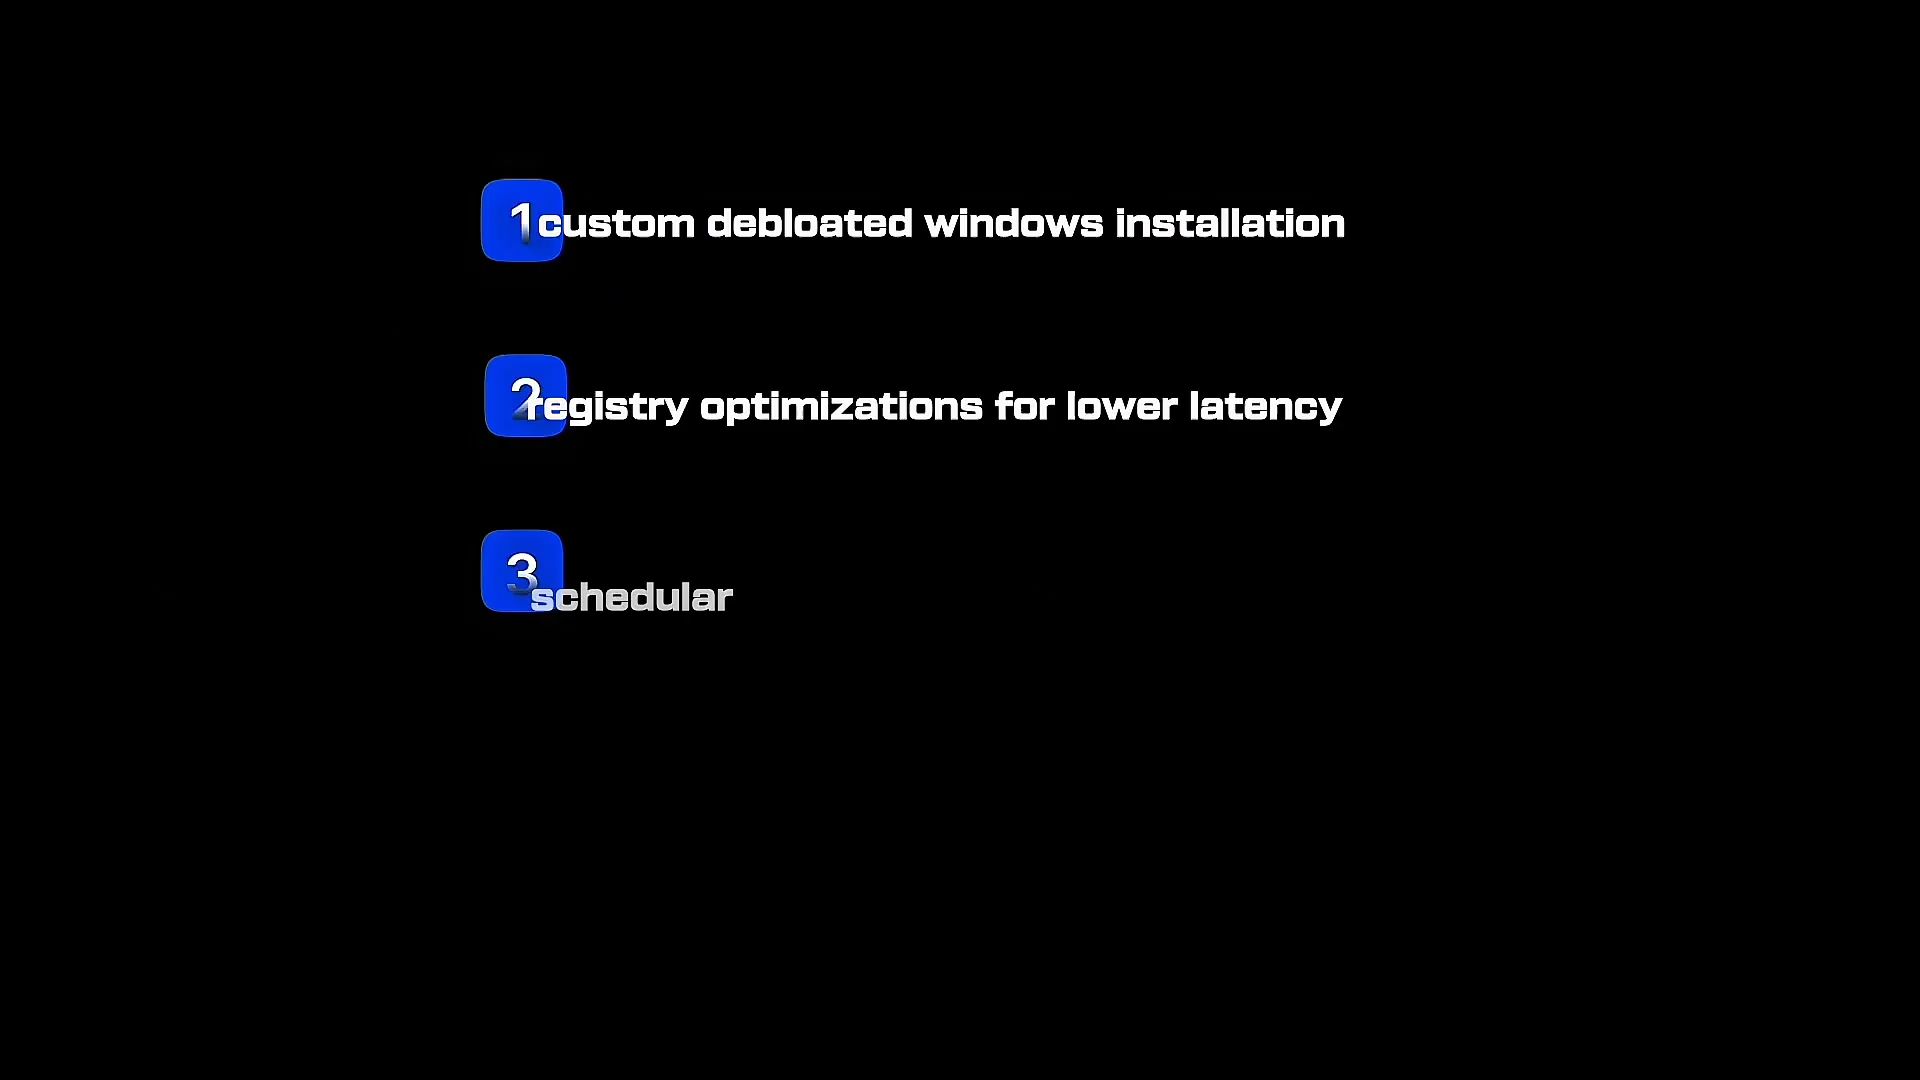 1 custom debloated windows installation
2 registry optimizations for lower latency
3 schedular